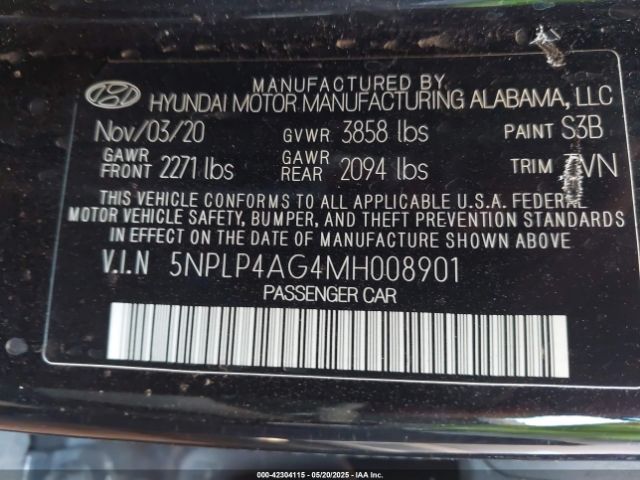 MANUFACTURED BY
HYUNDAI MOTOR MANUFACTURING ALABAMA, LLC
Nov/03/20 GVWR 3858 lbs PAINT S3B
GAWR FRONT 2271 lbs GAWR REAR 2094 lbs TRIM
THIS VEHICLE CONFORMS TO ALL APPLICABLE U.S.A. FEDERAL
MOTOR VEHICLE SAFETY, BUMPER, AND THEFT PREVENTION STANDARDS
IN EFFECT ON THE DATE OF MANUFACTURE SHOWN ABOVE
V.I.N 5NPLP4AG4MH008901
PASSENGER CAR
000-42304115 --- 05/20/2025 --- IAAI.COM